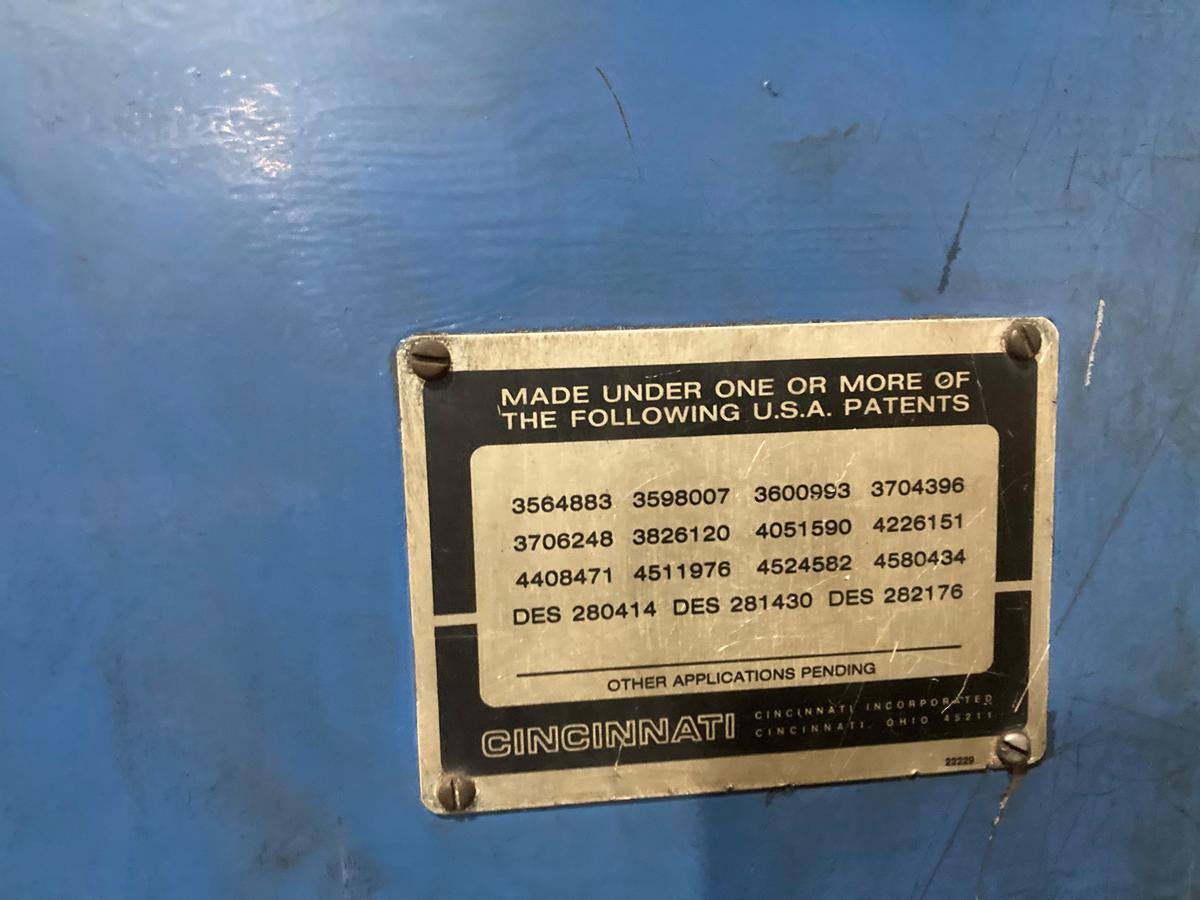 MADE UNDER ONE OR MORE OF
THE FOLLOWING U.S.A. PATENTS
3564883 3598007 3600993 3704396
3706248 3826120 4051590 4226151
4408471 4511976 4524582 4580434
DES 280414 DES 281430 DES 282176
OTHER APPLICATIONS PENDING
CINCINNATI
CINCINNATI INCORPORATED
CINCINNATI, OHIO 45211
22229